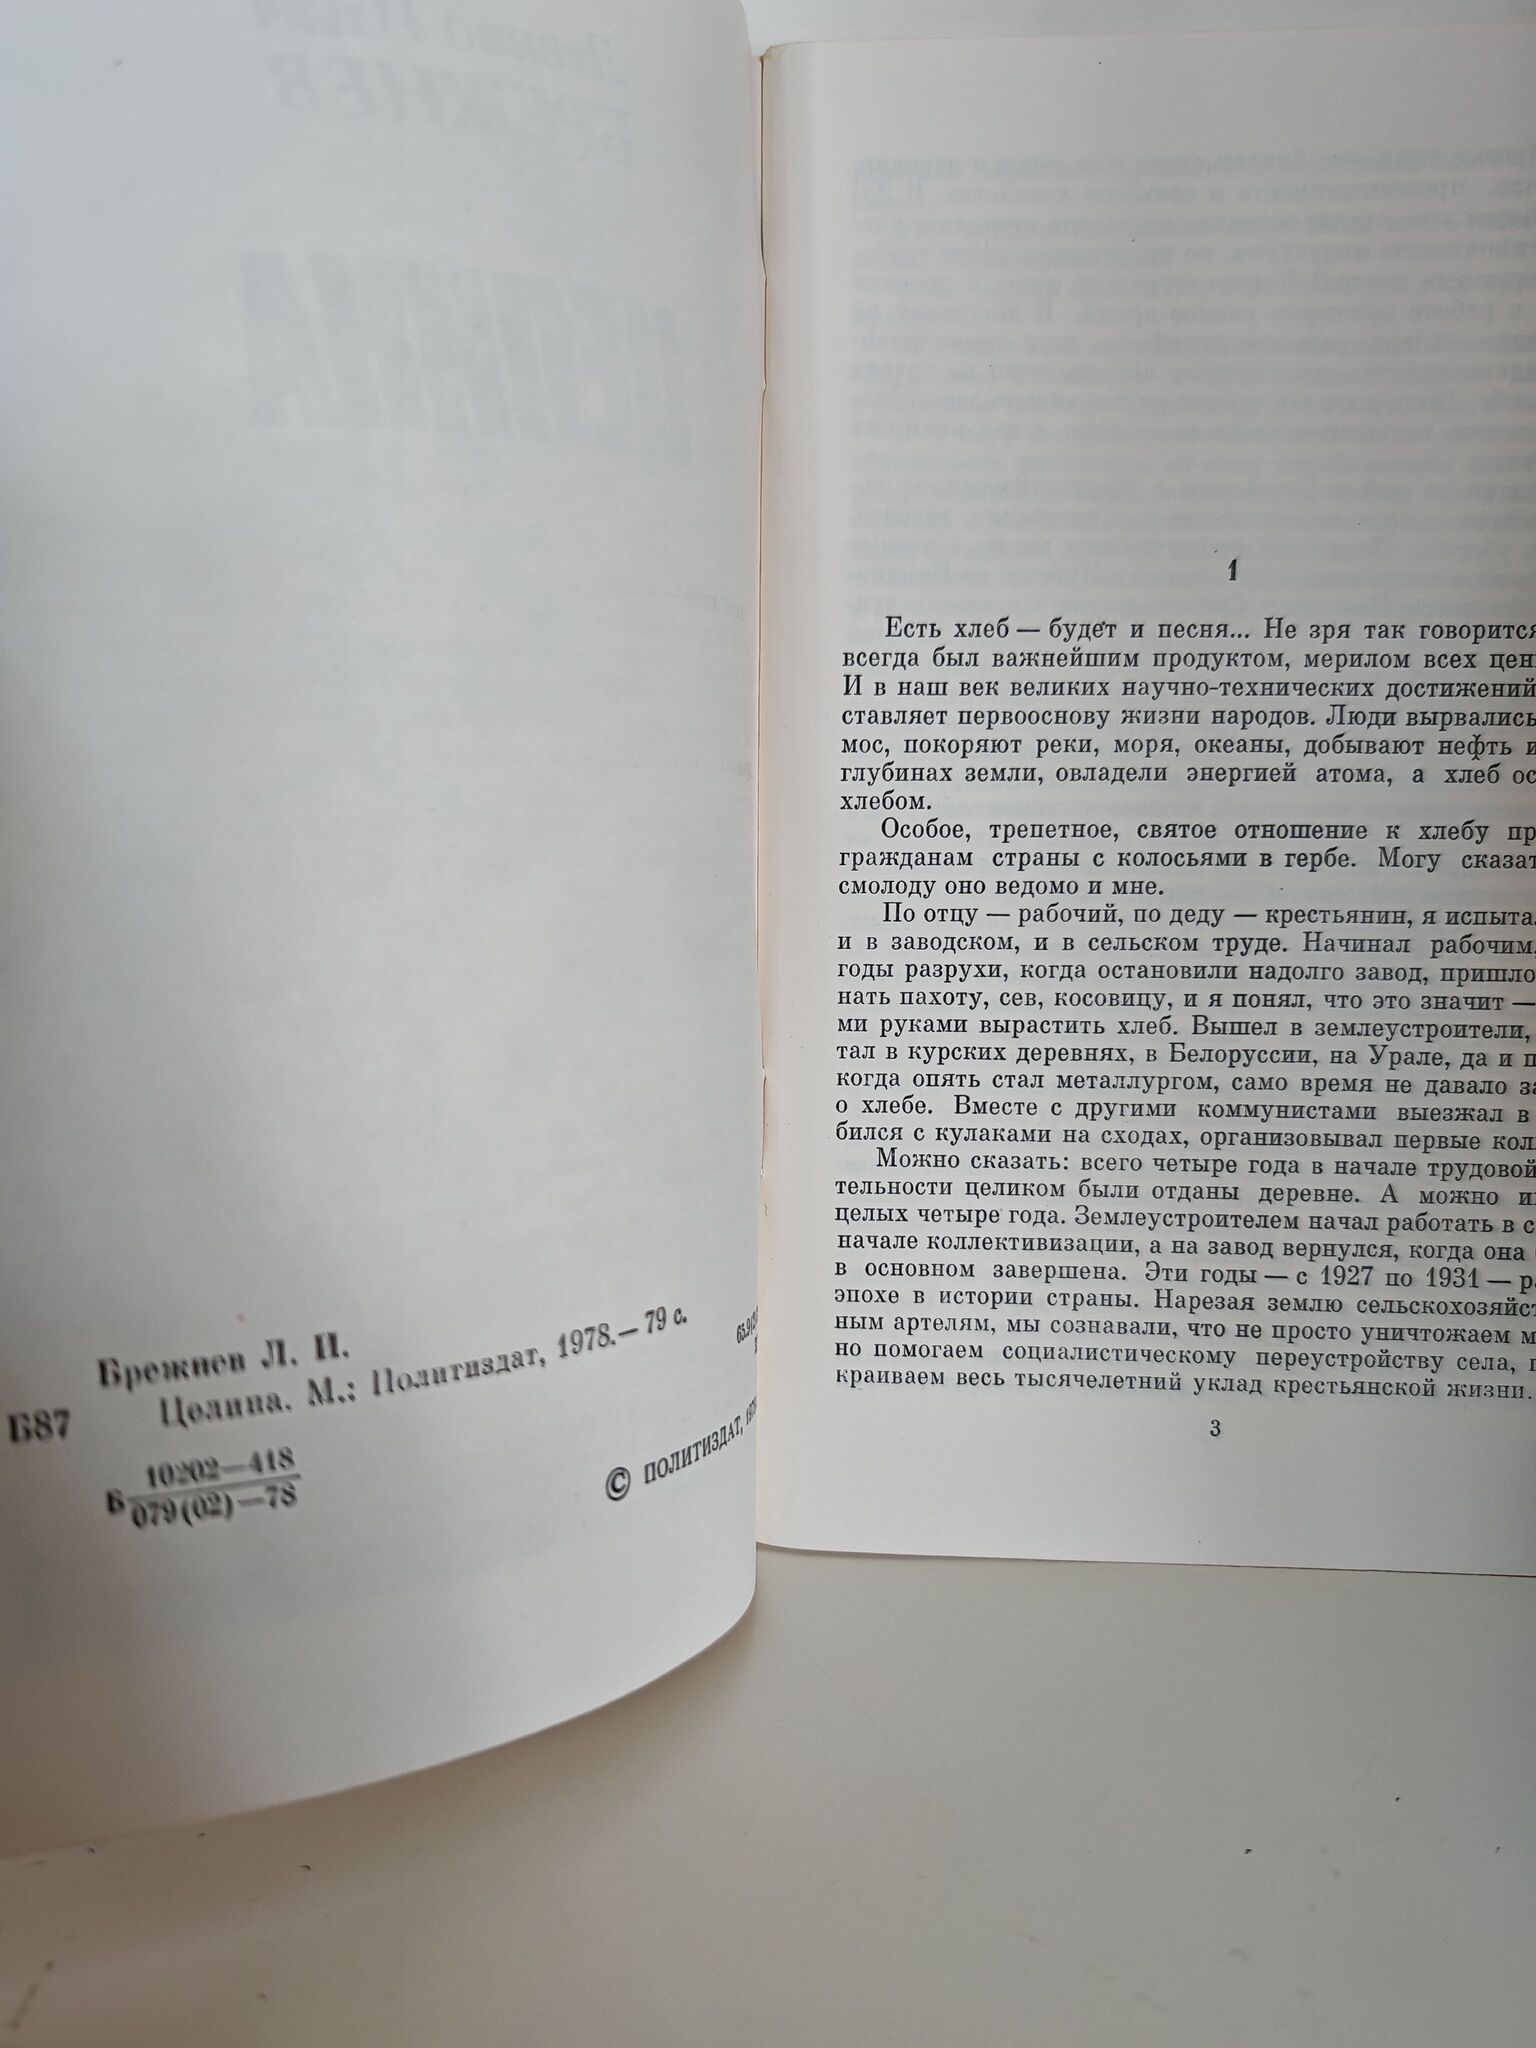 Брежнев Л. И.
Б87 Целина. М.: Политиздат, 1978.— 79 с.
Б 10202—418
079(02)—78
© ПОЛИТИЗДАТ,
1
Есть хлеб — будет и песня... Не зря так говорится
всегда был важнейшим продуктом, мерилом всех цен
И в наш век великих научно-технических достижений
ставляет первооснову жизни народов. Люди вырвались
мос, покоряют реки, моря, океаны, добывают нефть и
глубинах земли, овладели энергией атома, а хлеб ос
хлебом.
Особое, трепетное, святое отношение к хлебу пр
гражданам страны с колосьями в гербе. Могу сказат
смолоду оно ведомо и мне.
По отцу — рабочий, по деду — крестьянин, я испыта
и в заводском, и в сельском труде. Начинал рабочим,
годы разрухи, когда остановили надолго завод, пришло
нать пахоту, сев, косовицу, и я понял, что это значит —
ми руками вырастить хлеб. Вышел в землеустроители,
тал в курских деревнях, в Белоруссии, на Урале, да и п
когда опять стал металлургом, само время не давало за
о хлебе. Вместе с другими коммунистами выезжал в
бился с кулаками на сходах, организовывал первые кол
Можно сказать: всего четыре года в начале трудовой
тельности целиком были отданы деревне. А можно и
целых четыре года. Землеустроителем начал работать в с
начале коллективизации, а на завод вернулся, когда она
в основном завершена. Эти годы — с 1927 по 1931 — р
эпохе в истории страны. Нарезая землю сельскохозяйст
ным артелям, мы сознавали, что не просто уничтожаем м
но помогаем социалистическому переустройству села, п
краиваем весь тысячелетний уклад крестьянской жизни.
3